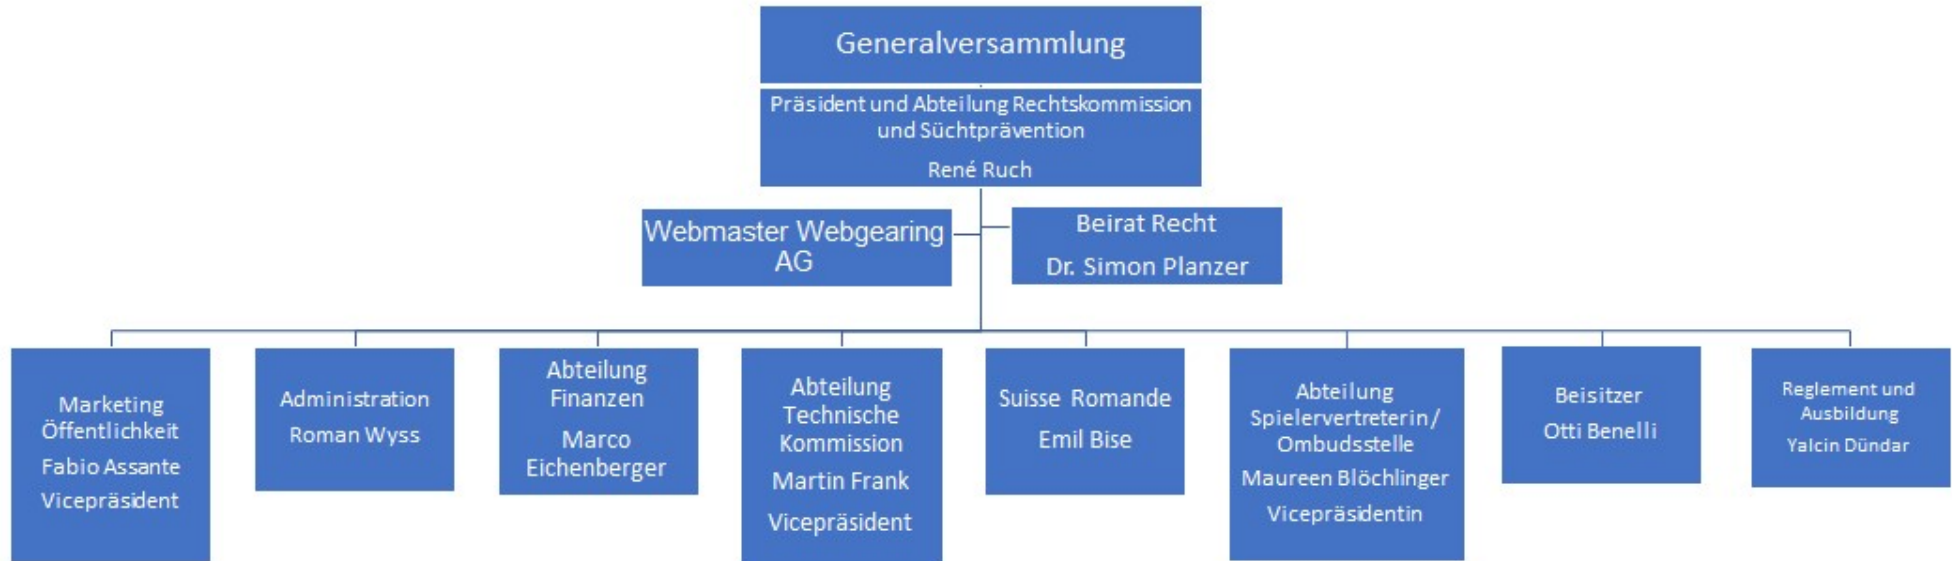 Generalversammlung
Präsident und Abteilung Rechtskommission
und Süchtprävention
René Ruch
Webmaster Webgearing
AG
Beirat Recht
Dr. Simon Planzer
Marketing
Öffentlichkeit
Fabio Assante
Vicepräsident
Administration
Roman Wyss
Abteilung
Finanzen
Marco
Eichenberger
Abteilung
Technische
Kommission
Martin Frank
Vicepräsident
Suisse Romande
Emil Bise
Abteilung
Spielervertreterin/
Ombudsstelle
Maureen Blöchlinger
Vicepräsidentin
Beisitzer
Otti Benelli
Reglement und
Ausbildung
Yalcin Dündar